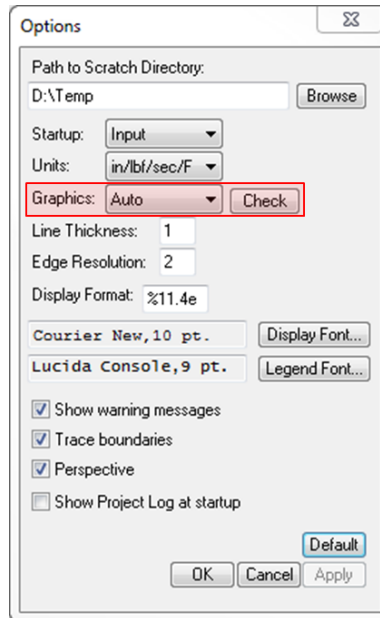 Options
Path to Scratch Directory:
D:\Temp Browse
Startup: Input
Units: in/lbf/sec/F
Graphics: Auto Check
Line Thickness: 1
Edge Resolution: 2
Display Format: %11.4e
Courier New,10 pt. Display Font...
Lucida Console,9 pt. Legend Font...
Show warning messages
Trace boundaries
Perspective
Show Project Log at startup
Default
OK Cancel Apply